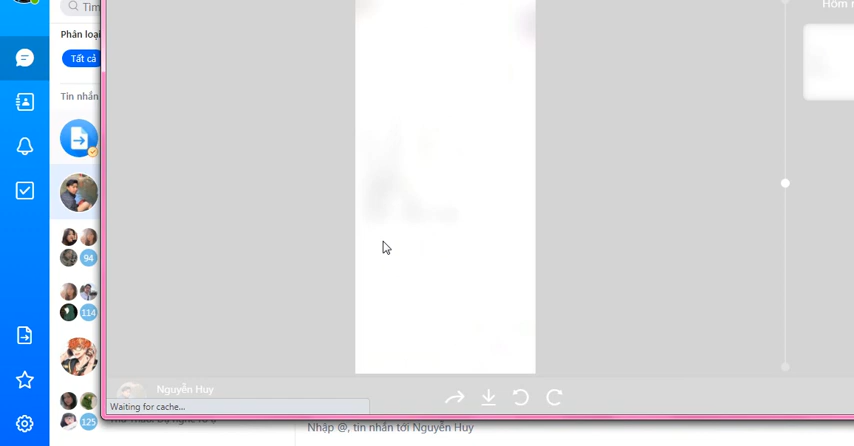 Tìm
Phân loại
Tất cả
Tin nhắn
94
114
125
Hôm
Nguyễn Huy
Waiting for cache...
Nhập @, tin nhắn tới Nguyễn Huy